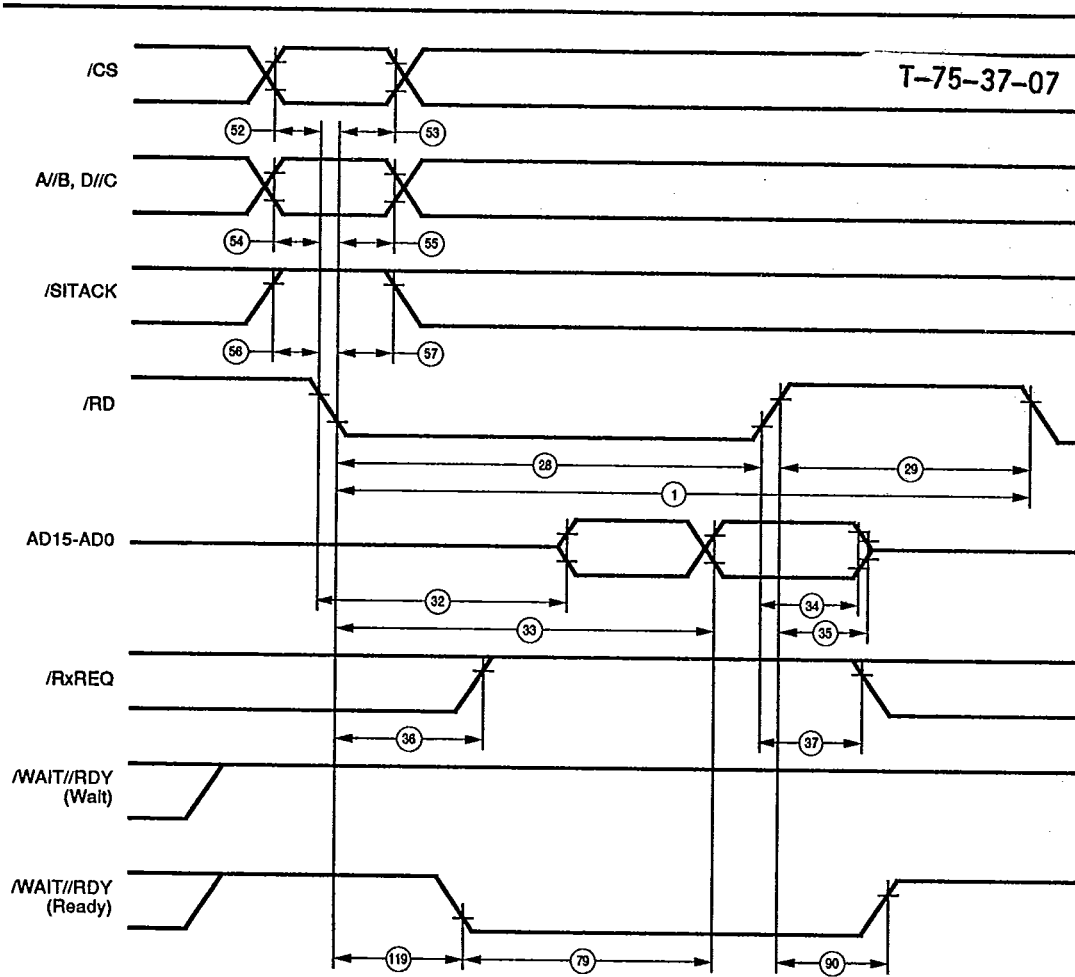 /CS
T-75-37-07
52
53
A//B, D//C
54
55
/SITACK
56
57
/RD
28
29
1
AD15-AD0
32
34
33
35
/RxREQ
36
37
/WAIT//RDY
(Wait)
/WAIT//RDY
(Ready)
119
79
90